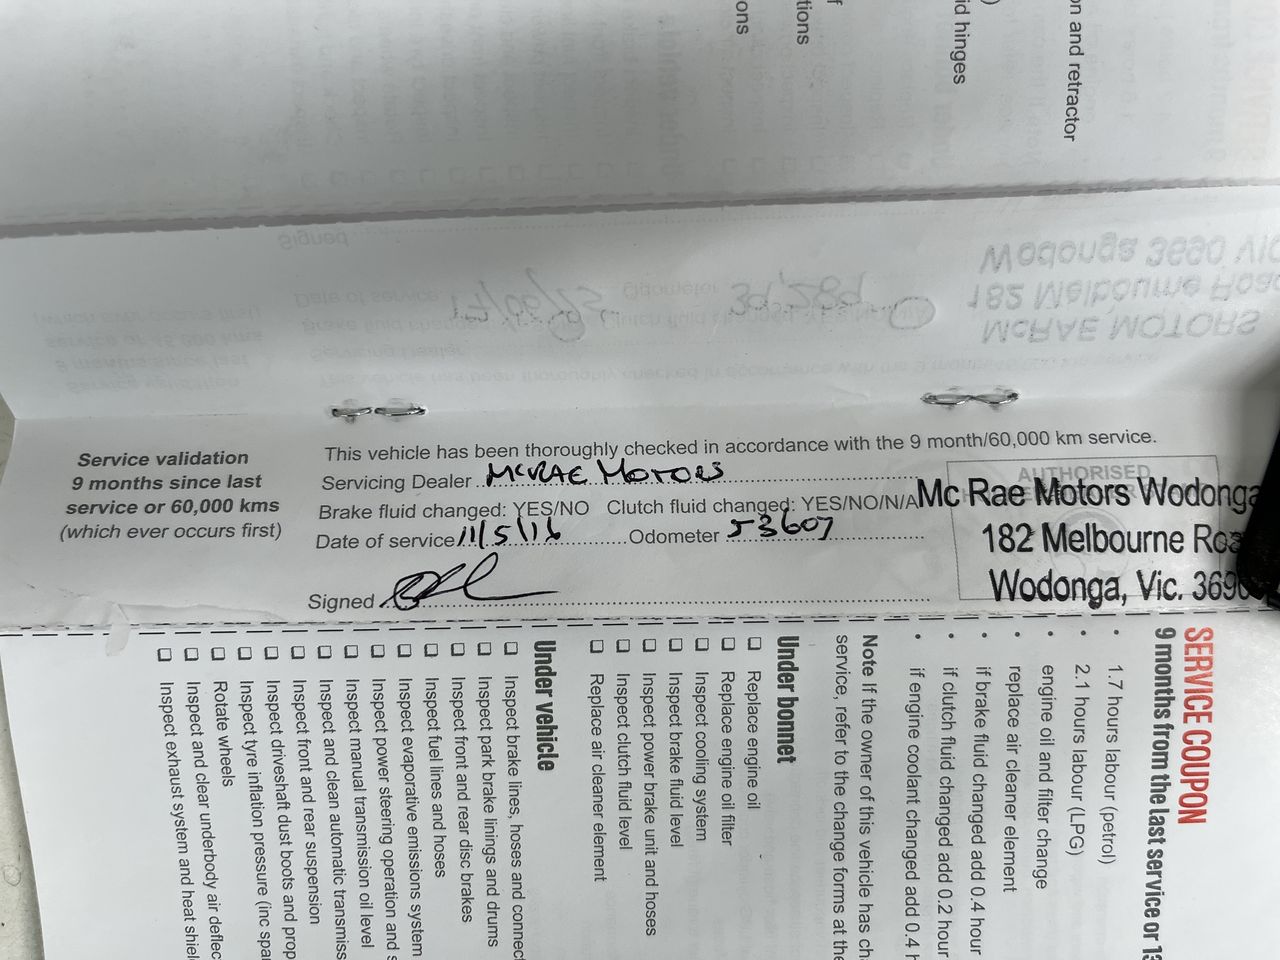 ons
tions
f
id hinges
)
on and retractor
Service validation
9 months since last
service or 60,000 kms
(which ever occurs first)
This vehicle has been thoroughly checked in accordance with the 9 month/60,000 km service.
Servicing Dealer McRAE MOTORS
Brake fluid changed: YES/NO Clutch fluid changed: YES/NO/N/A
Date of service 11/5/16 Odometer 53607
Signed
AUTHORISED
Mc Rae Motors Wodonga
182 Melbourne Roa
Wodonga, Vic. 369
SERVICE COUPON
9 months from the last service or 1
• 1.7 hours labour (petrol)
• 2.1 hours labour (LPG)
• engine oil and filter change
• replace air cleaner element
• if brake fluid changed add 0.4 hour
• if clutch fluid changed add 0.2 hour
• if engine coolant changed add 0.4 h
Note If the owner of this vehicle has ch
service, refer to the change forms at the
Under bonnet
❑ Replace engine oil
❑ Replace engine oil filter
❑ Inspect cooling system
❑ Inspect brake fluid level
❑ Inspect power brake unit and hoses
❑ Inspect clutch fluid level
❑ Replace air cleaner element
Under vehicle
❑ Inspect brake lines, hoses and connect
❑ Inspect park brake linings and drums
❑ Inspect front and rear disc brakes
❑ Inspect fuel lines and hoses
❑ Inspect evaporative emissions system
❑ Inspect power steering operation and s
❑ Inspect manual transmission oil level
❑ Inspect and clean automatic transmiss
❑ Inspect front and rear suspension
❑ Inspect driveshaft dust boots and prop
❑ Inspect tyre inflation pressure (inc spa
❑ Rotate wheels
❑ Inspect and clear underbody air deflec
❑ Inspect exhaust system and heat shiel